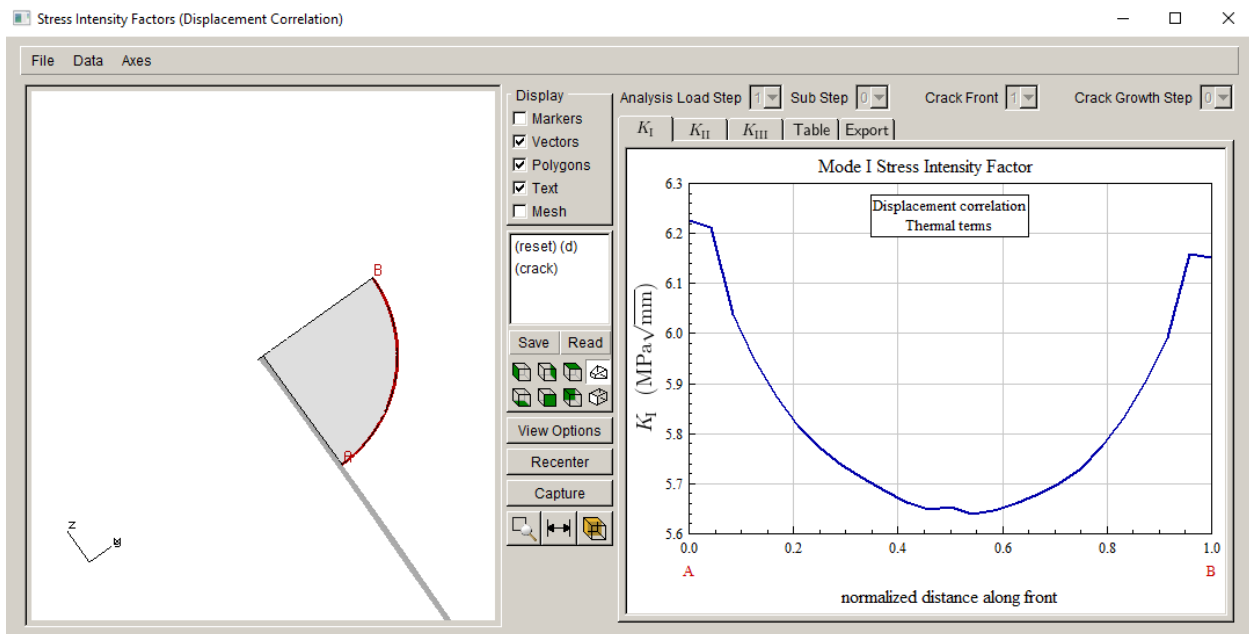 Stress Intensity Factors (Displacement Correlation)
File Data Axes
Display
Markers
Vectors
Polygons
Text
Mesh
(reset) (d)
(crack)
Save Read
View Options
Recenter
Capture
B
A
z
y
Analysis Load Step 1 Sub Step 0 Crack Front 1 Crack Growth Step 0
K_I K_II K_III Table Export
Mode I Stress Intensity Factor
Displacement correlation
Thermal terms
K_I (MPa√mm)
6.3
6.2
6.1
6.0
5.9
5.8
5.7
5.6
0.0 0.2 0.4 0.6 0.8 1.0
A B
normalized distance along front